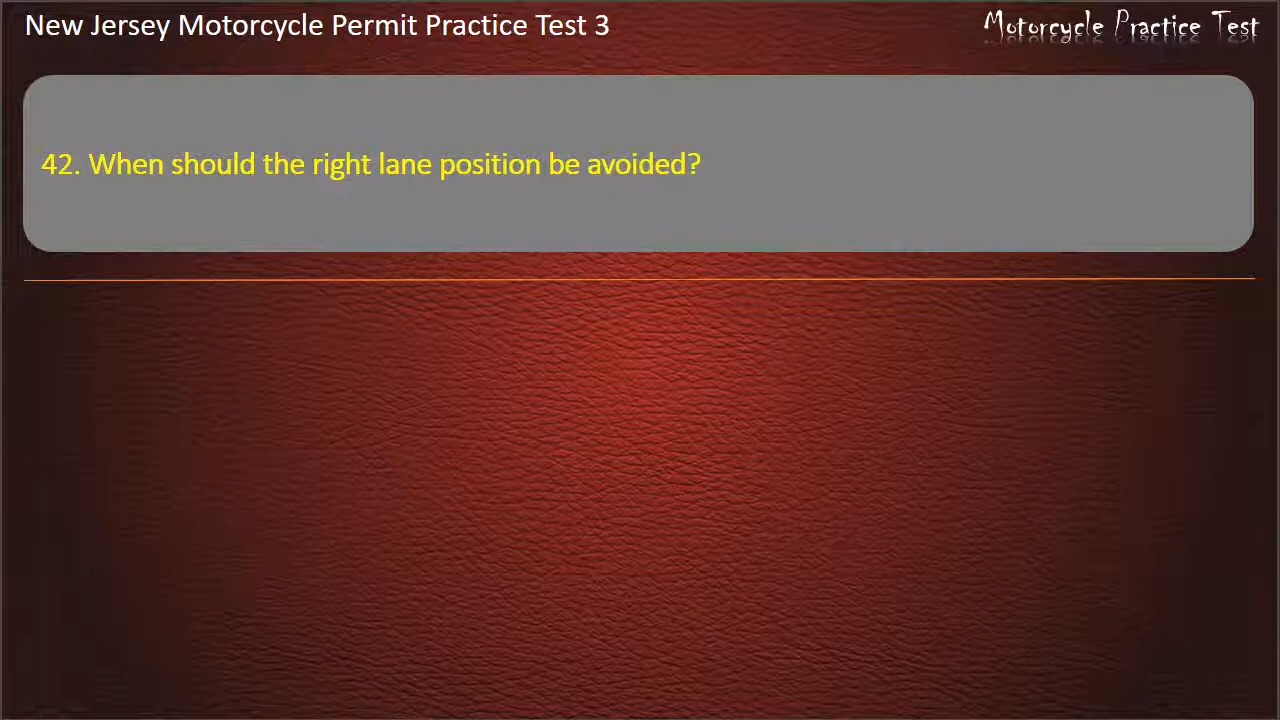 New Jersey Motorcycle Permit Practice Test 3
Motorcycle Practice Test
42. When should the right lane position be avoided?